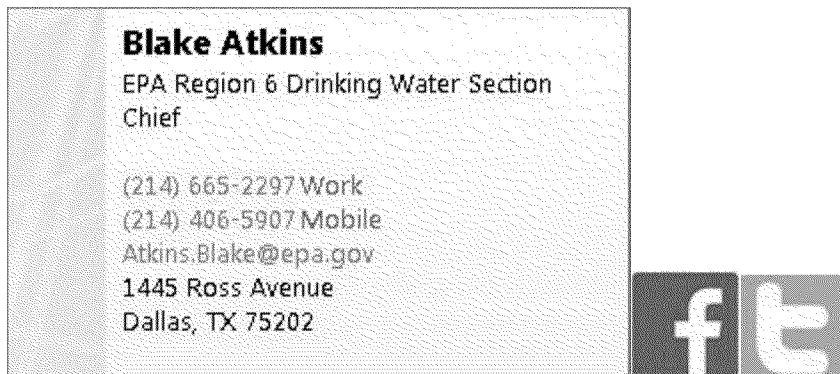 Blake Atkins
EPA Region 6 Drinking Water Section
Chief
(214) 665-2297 Work
(214) 406-5907 Mobile
Atkins.Blake@epa.gov
1445 Ross Avenue
Dallas, TX 75202
f t